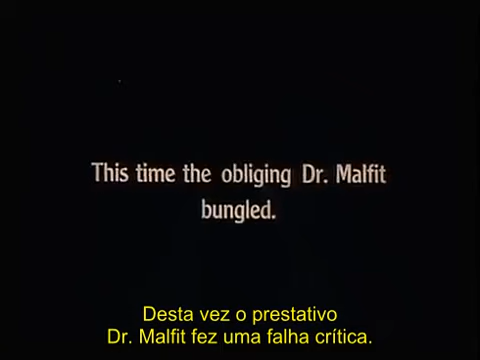 This time the obliging Dr. Malfit
bungled.
Desta vez o prestativo
Dr. Malfit fez uma falha crítica.